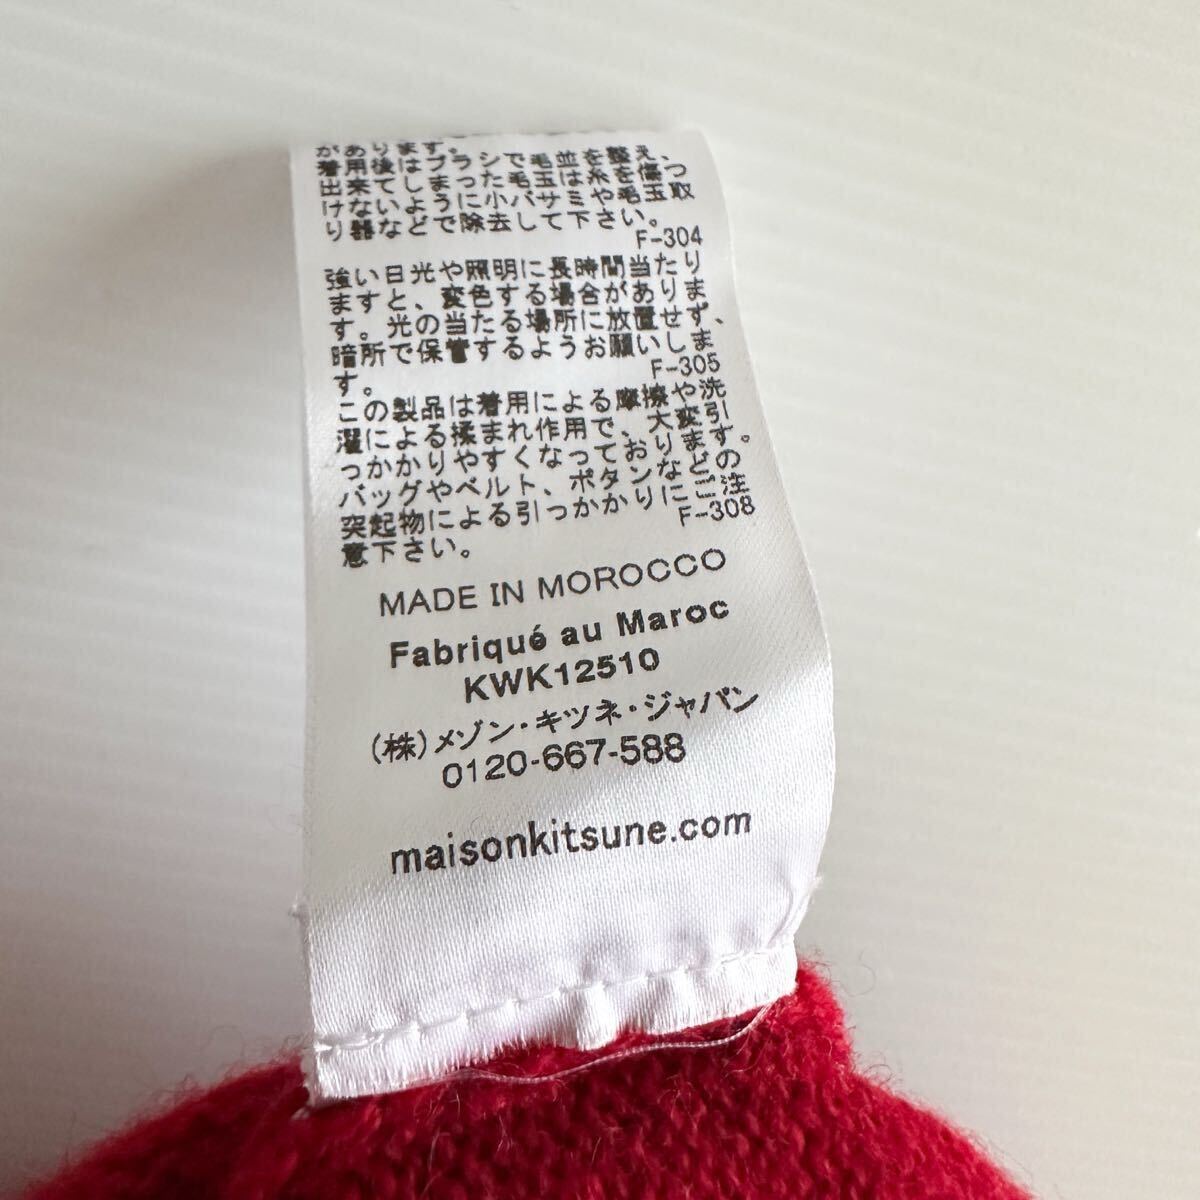 があります。
着用後はブラシで毛並を整え、
出来てしまった毛玉は糸を傷つ
けないように小バサミや毛玉取
り器などで除去して下さい。
F-304
強い日光や照明に長時間当たり
ますと、変色する場合がありま
す。光の当たる場所に放置せず、
暗所で保管するようお願いしま
す。
F-305
この製品は着用による摩擦や洗
濯による揉まれ作用で、大変引
っかかりやすくなっております。
バッグやベルト、ボタンなどの
突起物による引っかかりにご注
意下さい。
F-308
MADE IN MOROCCO
Fabriqué au Maroc
KWK12510
(株)メゾン・キツネ・ジャパン
0120-667-588
maisonkitsune.com